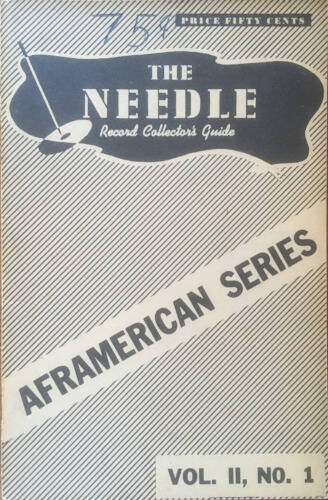 75¢
PRICE FIFTY CENTS
THE
NEEDLE
Record Collector's Guide
AFRAMERICAN SERIES
VOL. II, NO. 1